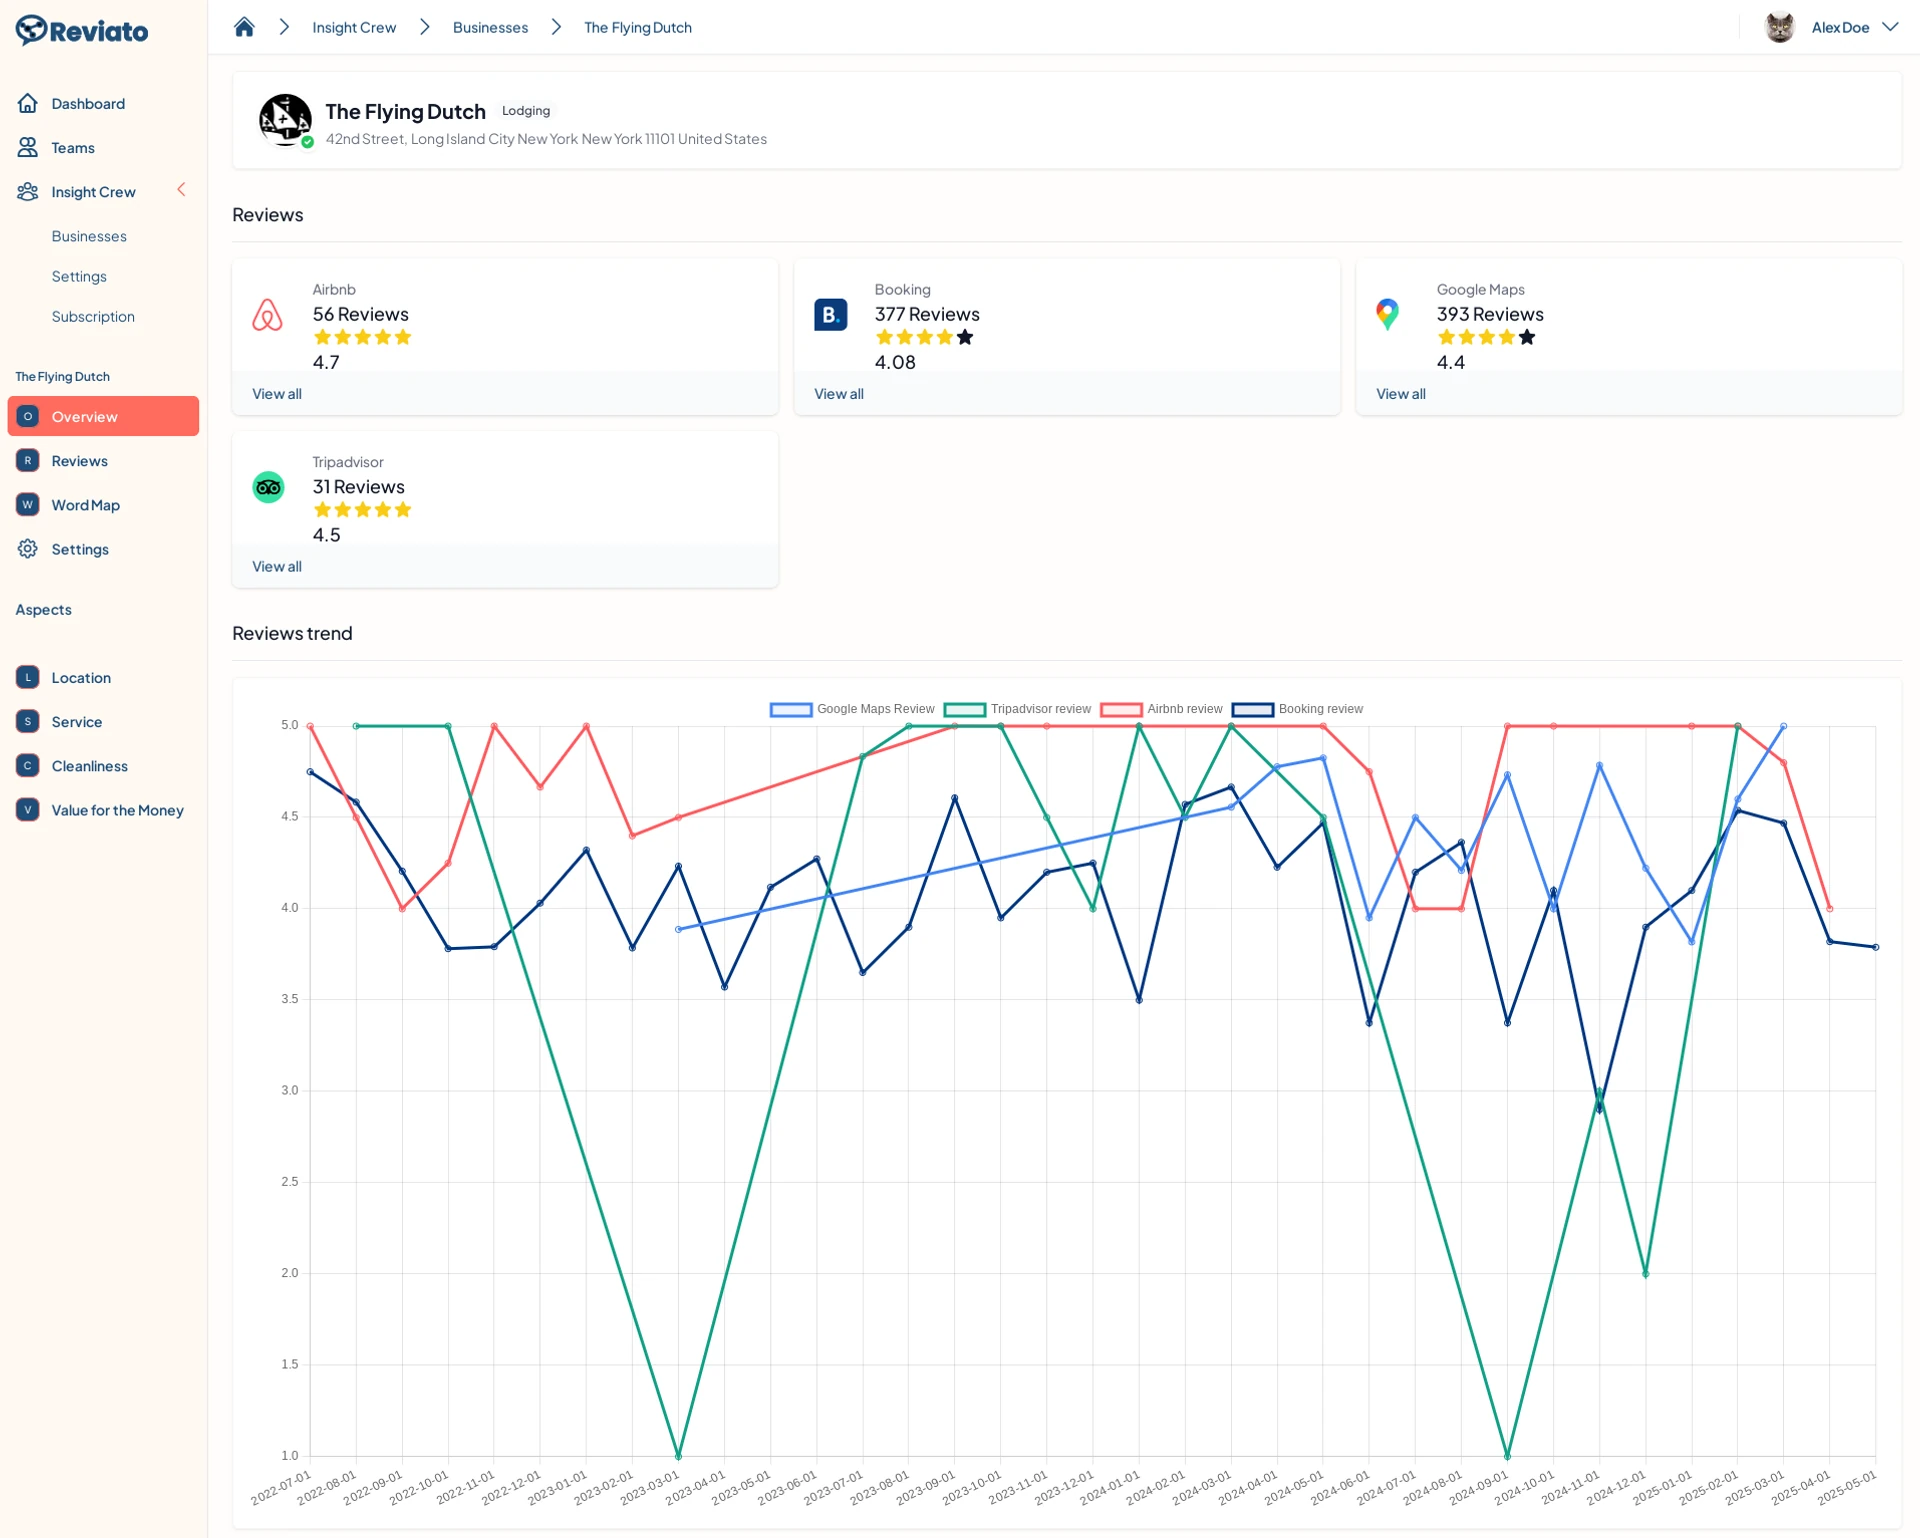 Reviato
Insight Crew
Businesses
The Flying Dutch
Alex Doe
Dashboard
Teams
Insight Crew
Businesses
Settings
Subscription
The Flying Dutch
O Overview
R Reviews
W Word Map
Settings
Aspects
L Location
S Service
C Cleanliness
V Value for the Money
The Flying Dutch Lodging
42nd Street, Long Island City New York New York 11101 United States
Reviews
Airbnb
56 Reviews
4.7
View all
B. Booking
377 Reviews
4.08
View all
Google Maps
393 Reviews
4.4
View all
Tripadvisor
31 Reviews
4.5
View all
Reviews trend
Google Maps Review Tripadvisor review Airbnb review Booking review
5.0
4.5
4.0
3.5
3.0
2.5
2.0
1.5
1.0
2022-07-01 2022-08-01 2022-09-01 2022-10-01 2022-11-01 2022-12-01 2023-01-01 2023-02-01 2023-03-01 2023-04-01 2023-05-01 2023-06-01 2023-07-01 2023-08-01 2023-09-01 2023-10-01 2023-11-01 2023-12-01 2024-01-01 2024-02-01 2024-03-01 2024-04-01 2024-05-01 2024-06-01 2024-07-01 2024-08-01 2024-09-01 2024-10-01 2024-11-01 2024-12-01 2025-01-01 2025-02-01 2025-03-01 2025-04-01 2025-05-01